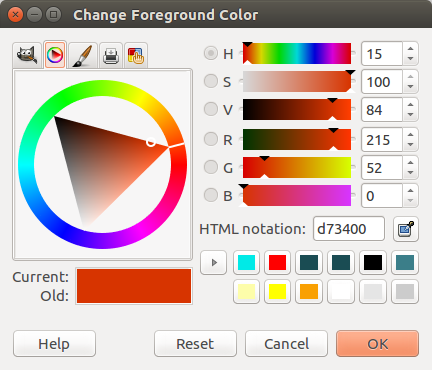 Change Foreground Color
H 15
S 100
V 84
R 215
G 52
B 0
HTML notation: d73400
Current:
Old:
Help Reset Cancel OK